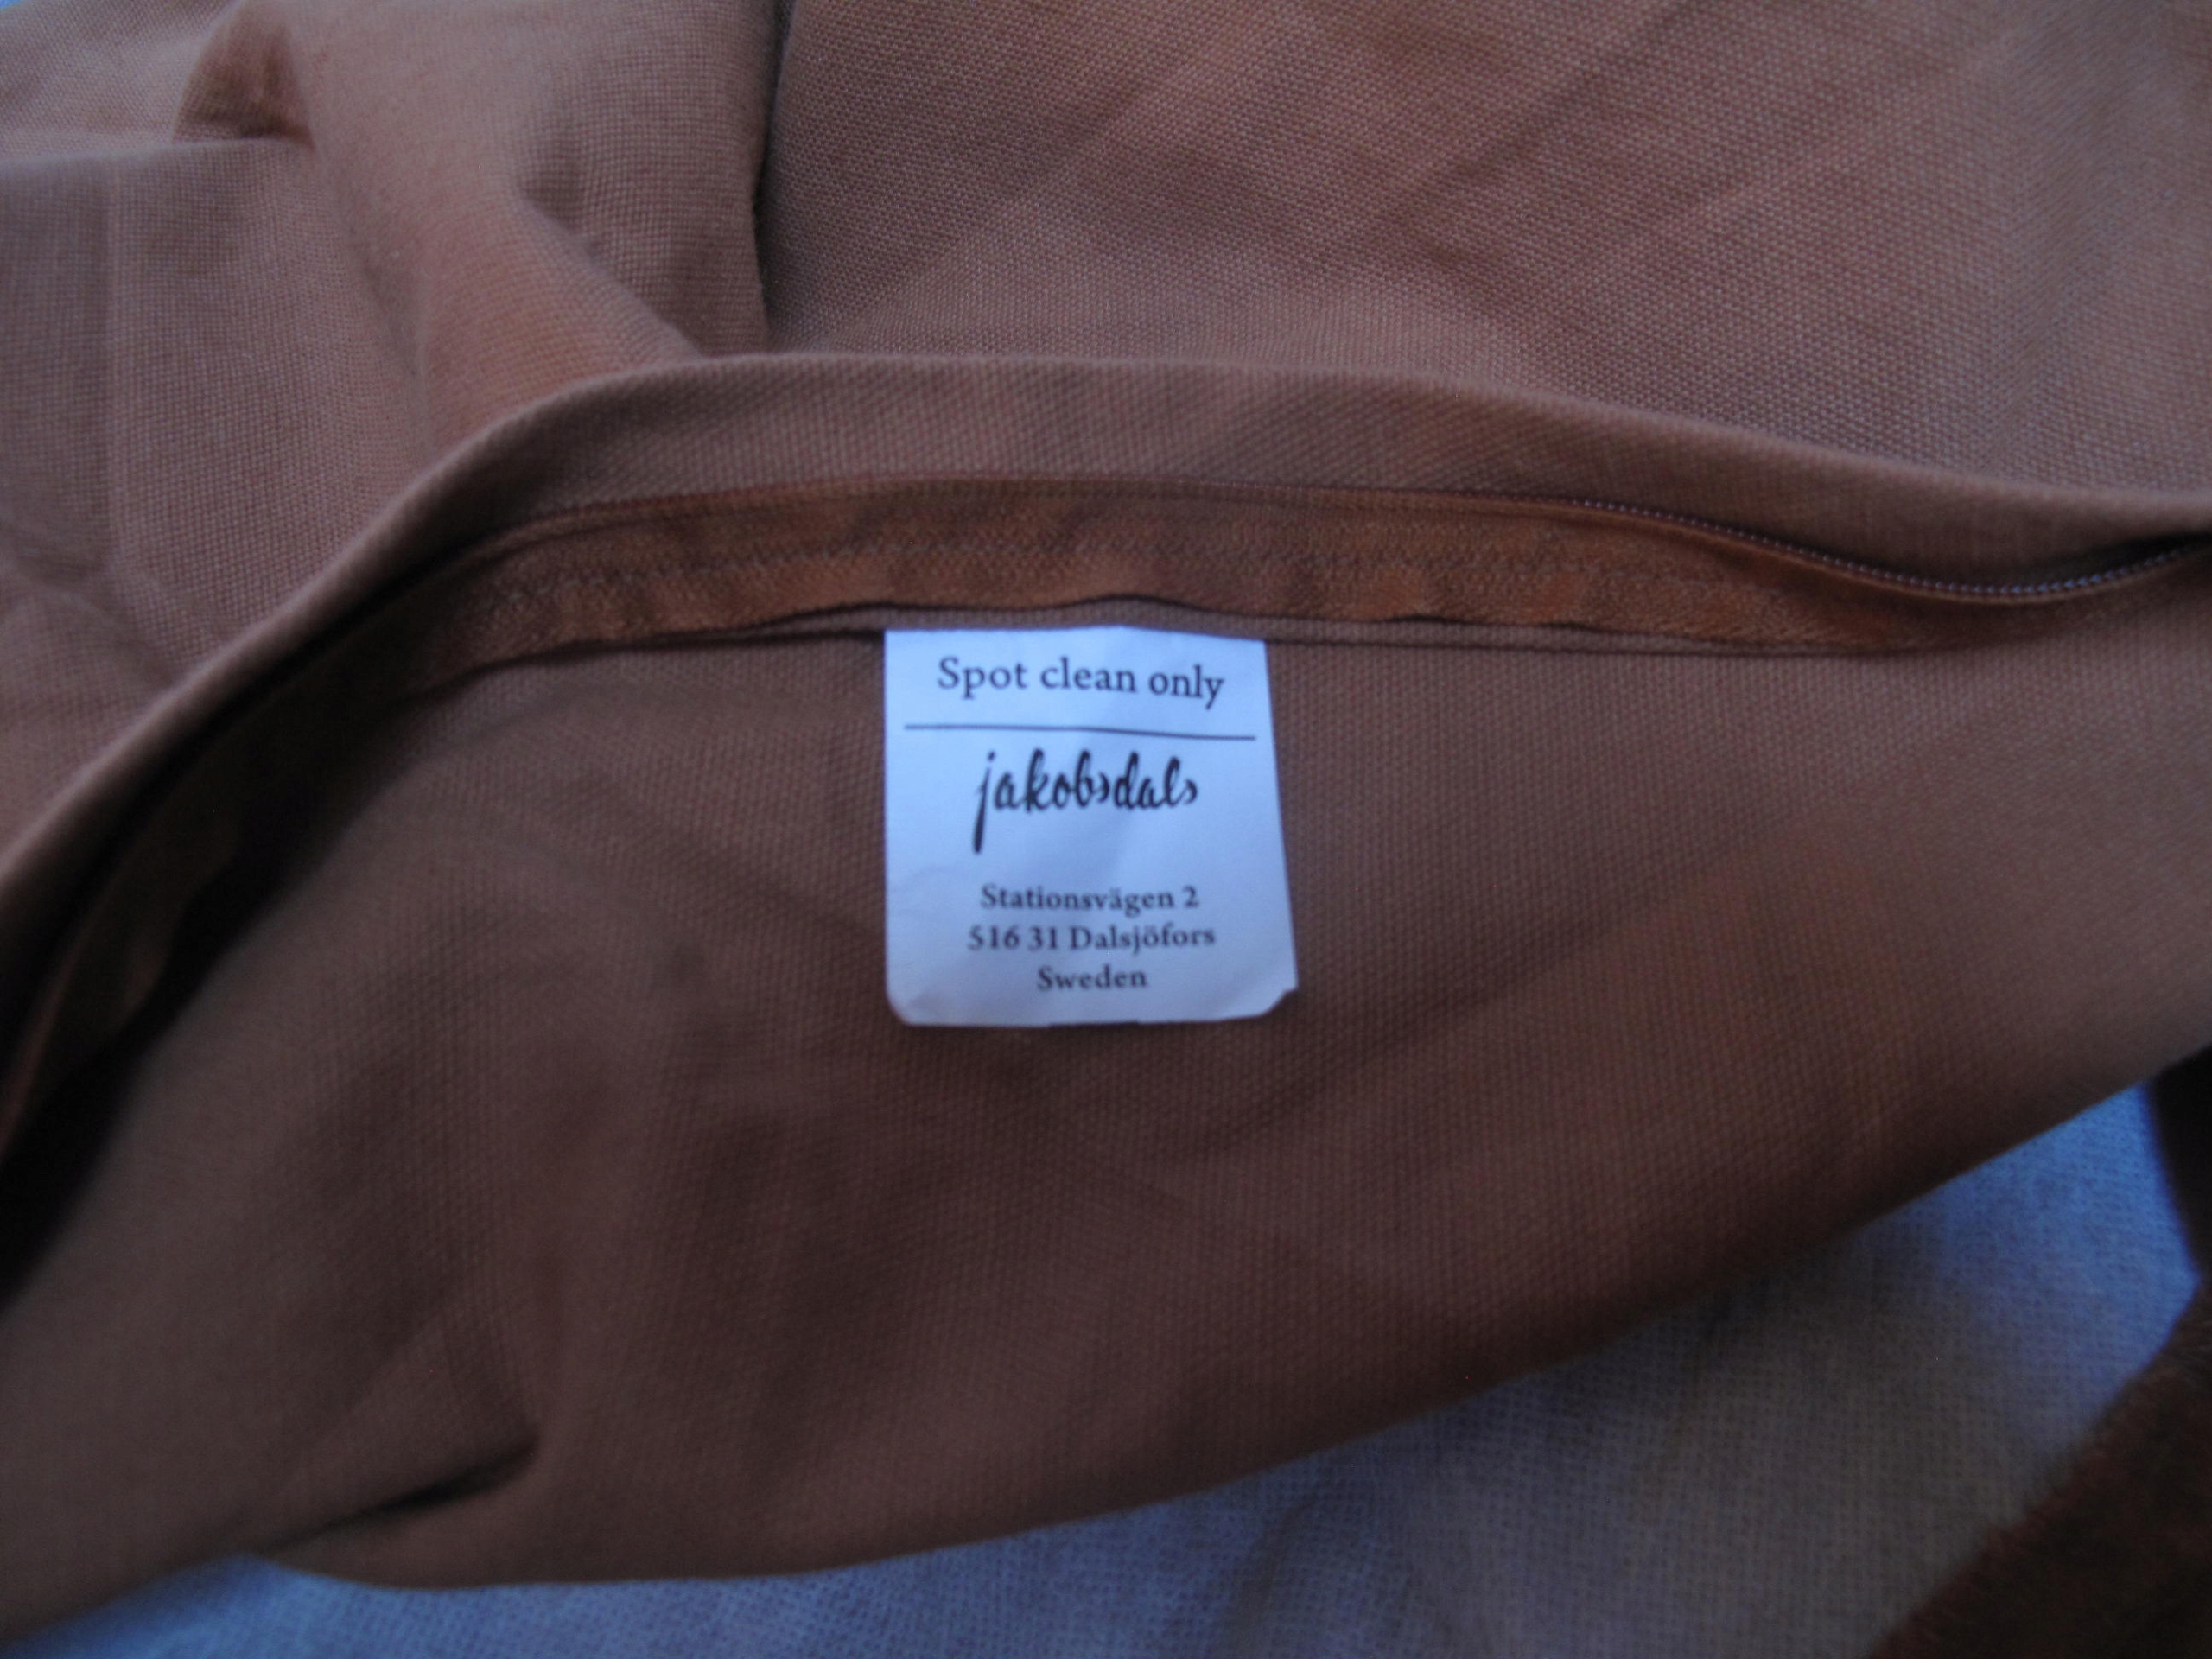 Spot clean only
jakobsdals
Stationsvägen 2
516 31 Dalsjöfors
Sweden